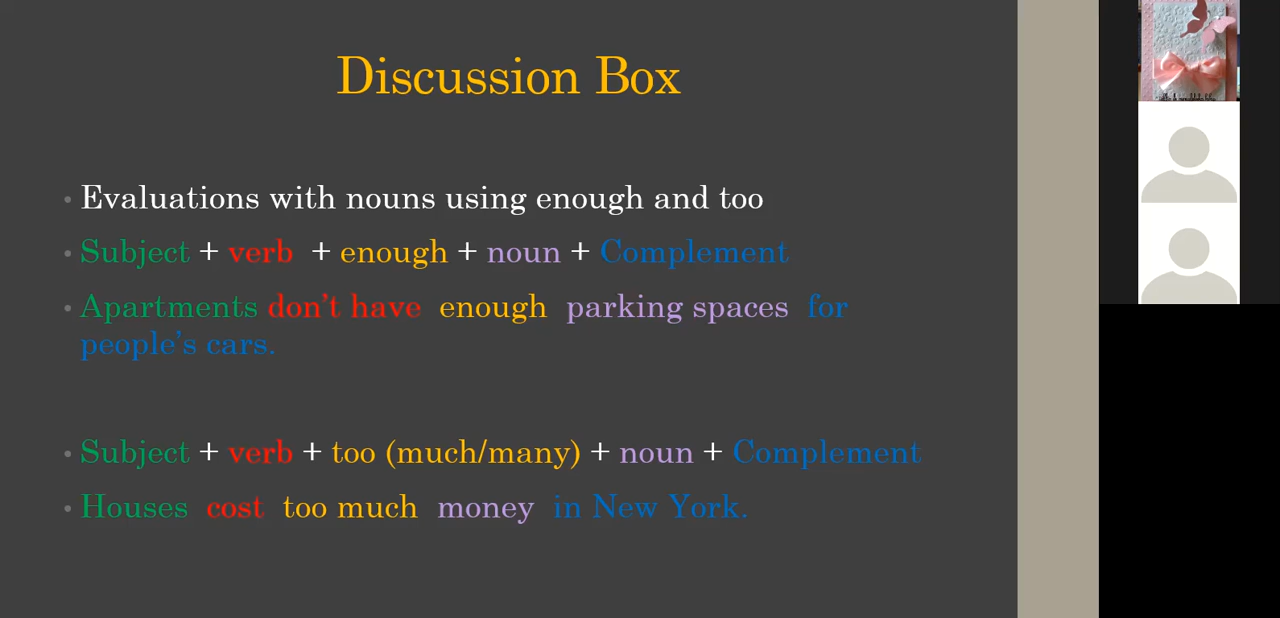 Discussion Box
• Evaluations with nouns using enough and too
• Subject + verb + enough + noun + Complement
• Apartments don't have enough parking spaces for
people's cars.
• Subject + verb + too (much/many) + noun + Complement
• Houses cost too much money in New York.